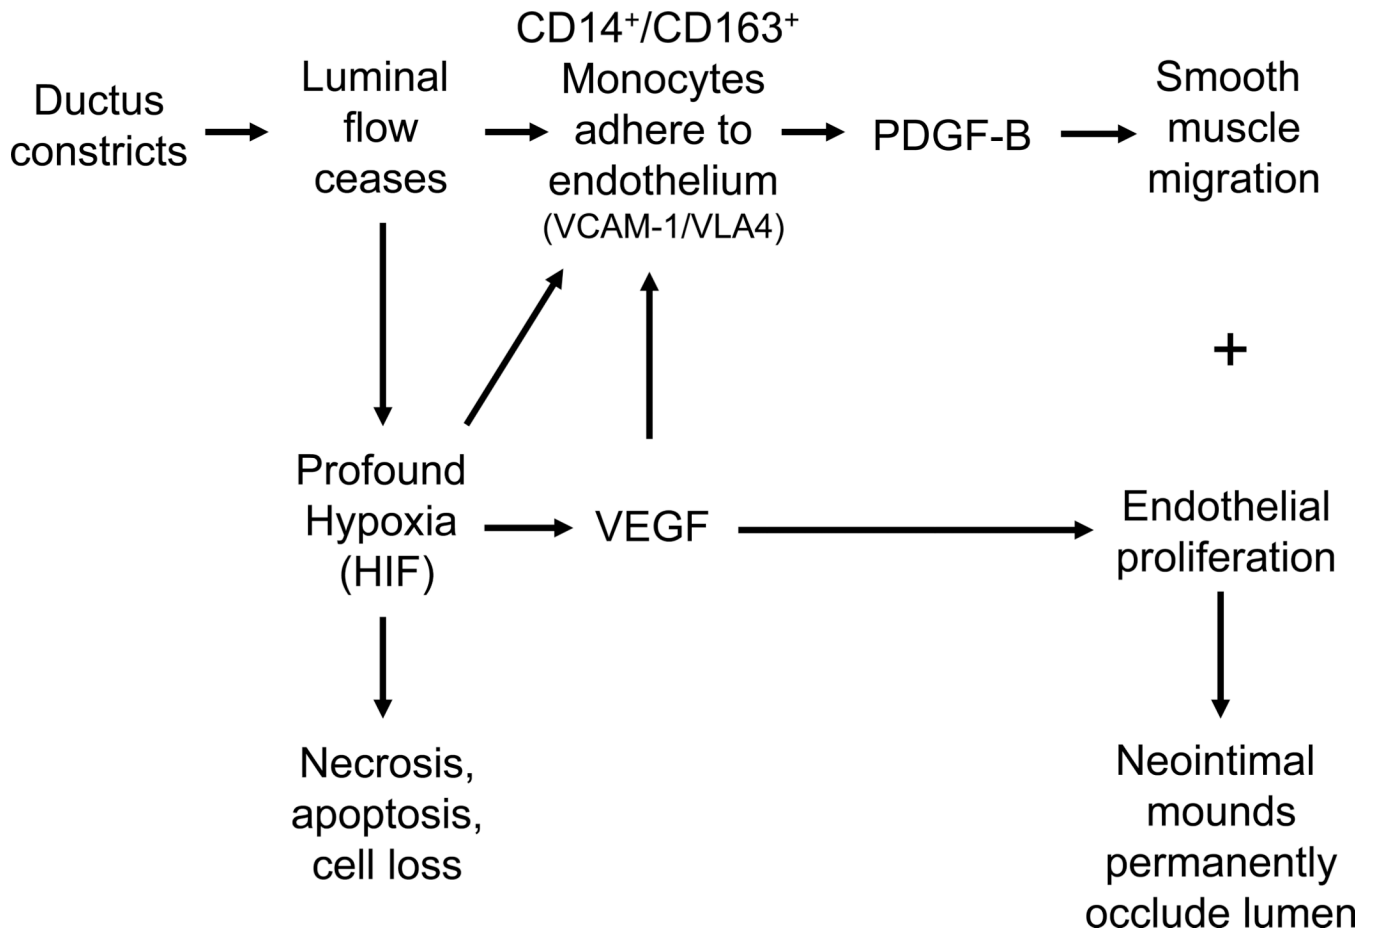 Ductus
constricts
Luminal
flow
ceases
CD14⁺/CD163⁺
Monocytes
adhere to
endothelium
(VCAM-1/VLA4)
PDGF-B
Smooth
muscle
migration
+
Profound
Hypoxia
(HIF)
VEGF
Endothelial
proliferation
Necrosis,
apoptosis,
cell loss
Neointimal
mounds
permanently
occlude lumen